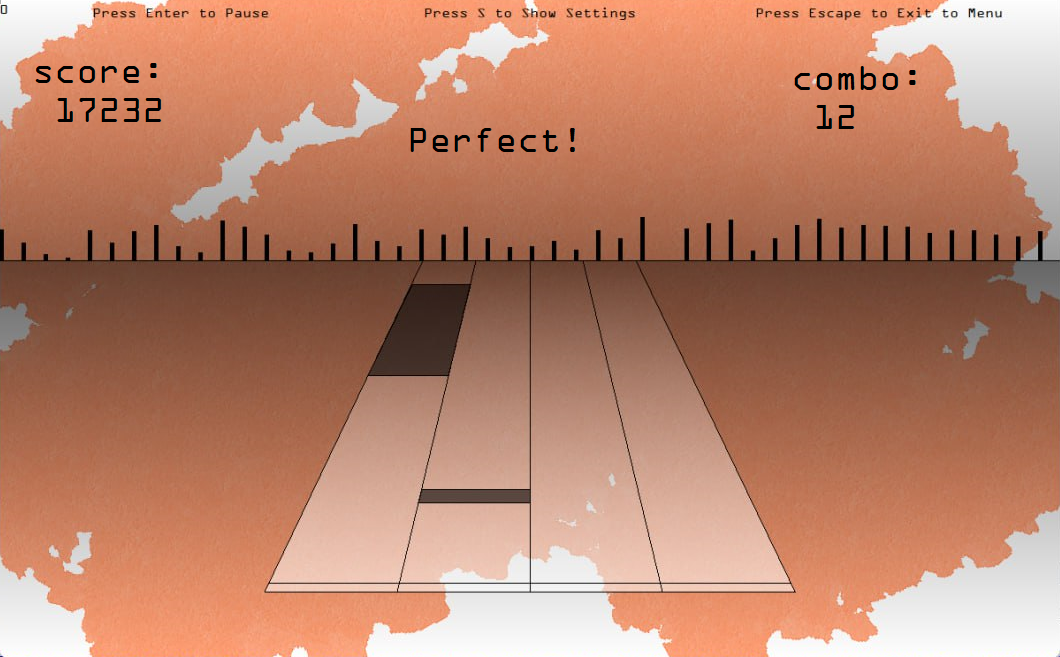 0
Press Enter to Pause
Press S to Show Settings
Press Escape to Exit to Menu
score:
17232
combo:
12
Perfect!